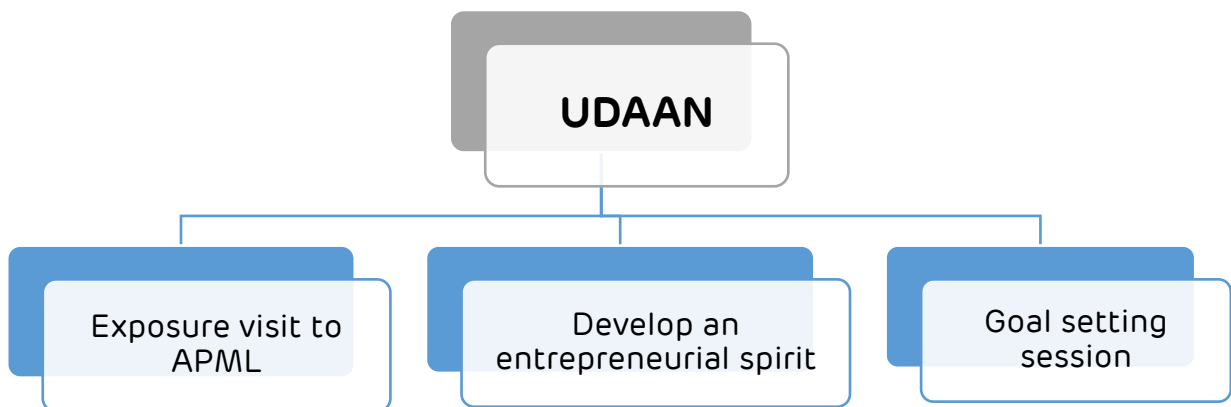 UDAAN
Exposure visit to
APML
Develop an
entrepreneurial spirit
Goal setting
session